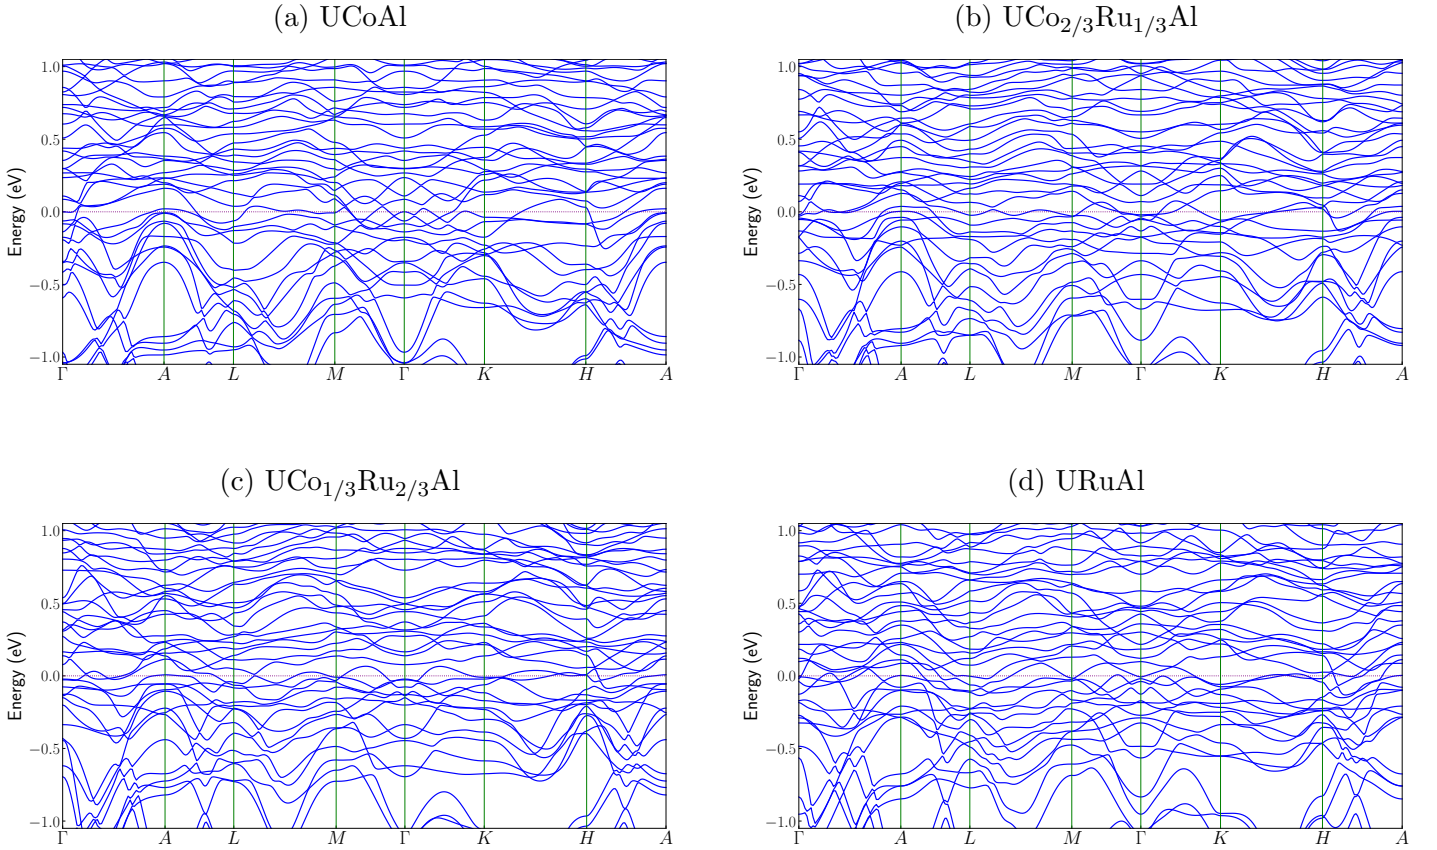 (a) UCoAl
(b) UCo2/3Ru1/3Al
1.0
0.5
0.0
−0.5
−1.0
Energy (eV)
Γ A L M Γ K H A
1.0
0.5
0.0
−0.5
−1.0
Energy (eV)
Γ A L M Γ K H A
(c) UCo1/3Ru2/3Al
(d) URuAl
1.0
0.5
0.0
−0.5
−1.0
Energy (eV)
Γ A L M Γ K H A
1.0
0.5
0.0
−0.5
−1.0
Energy (eV)
Γ A L M Γ K H A